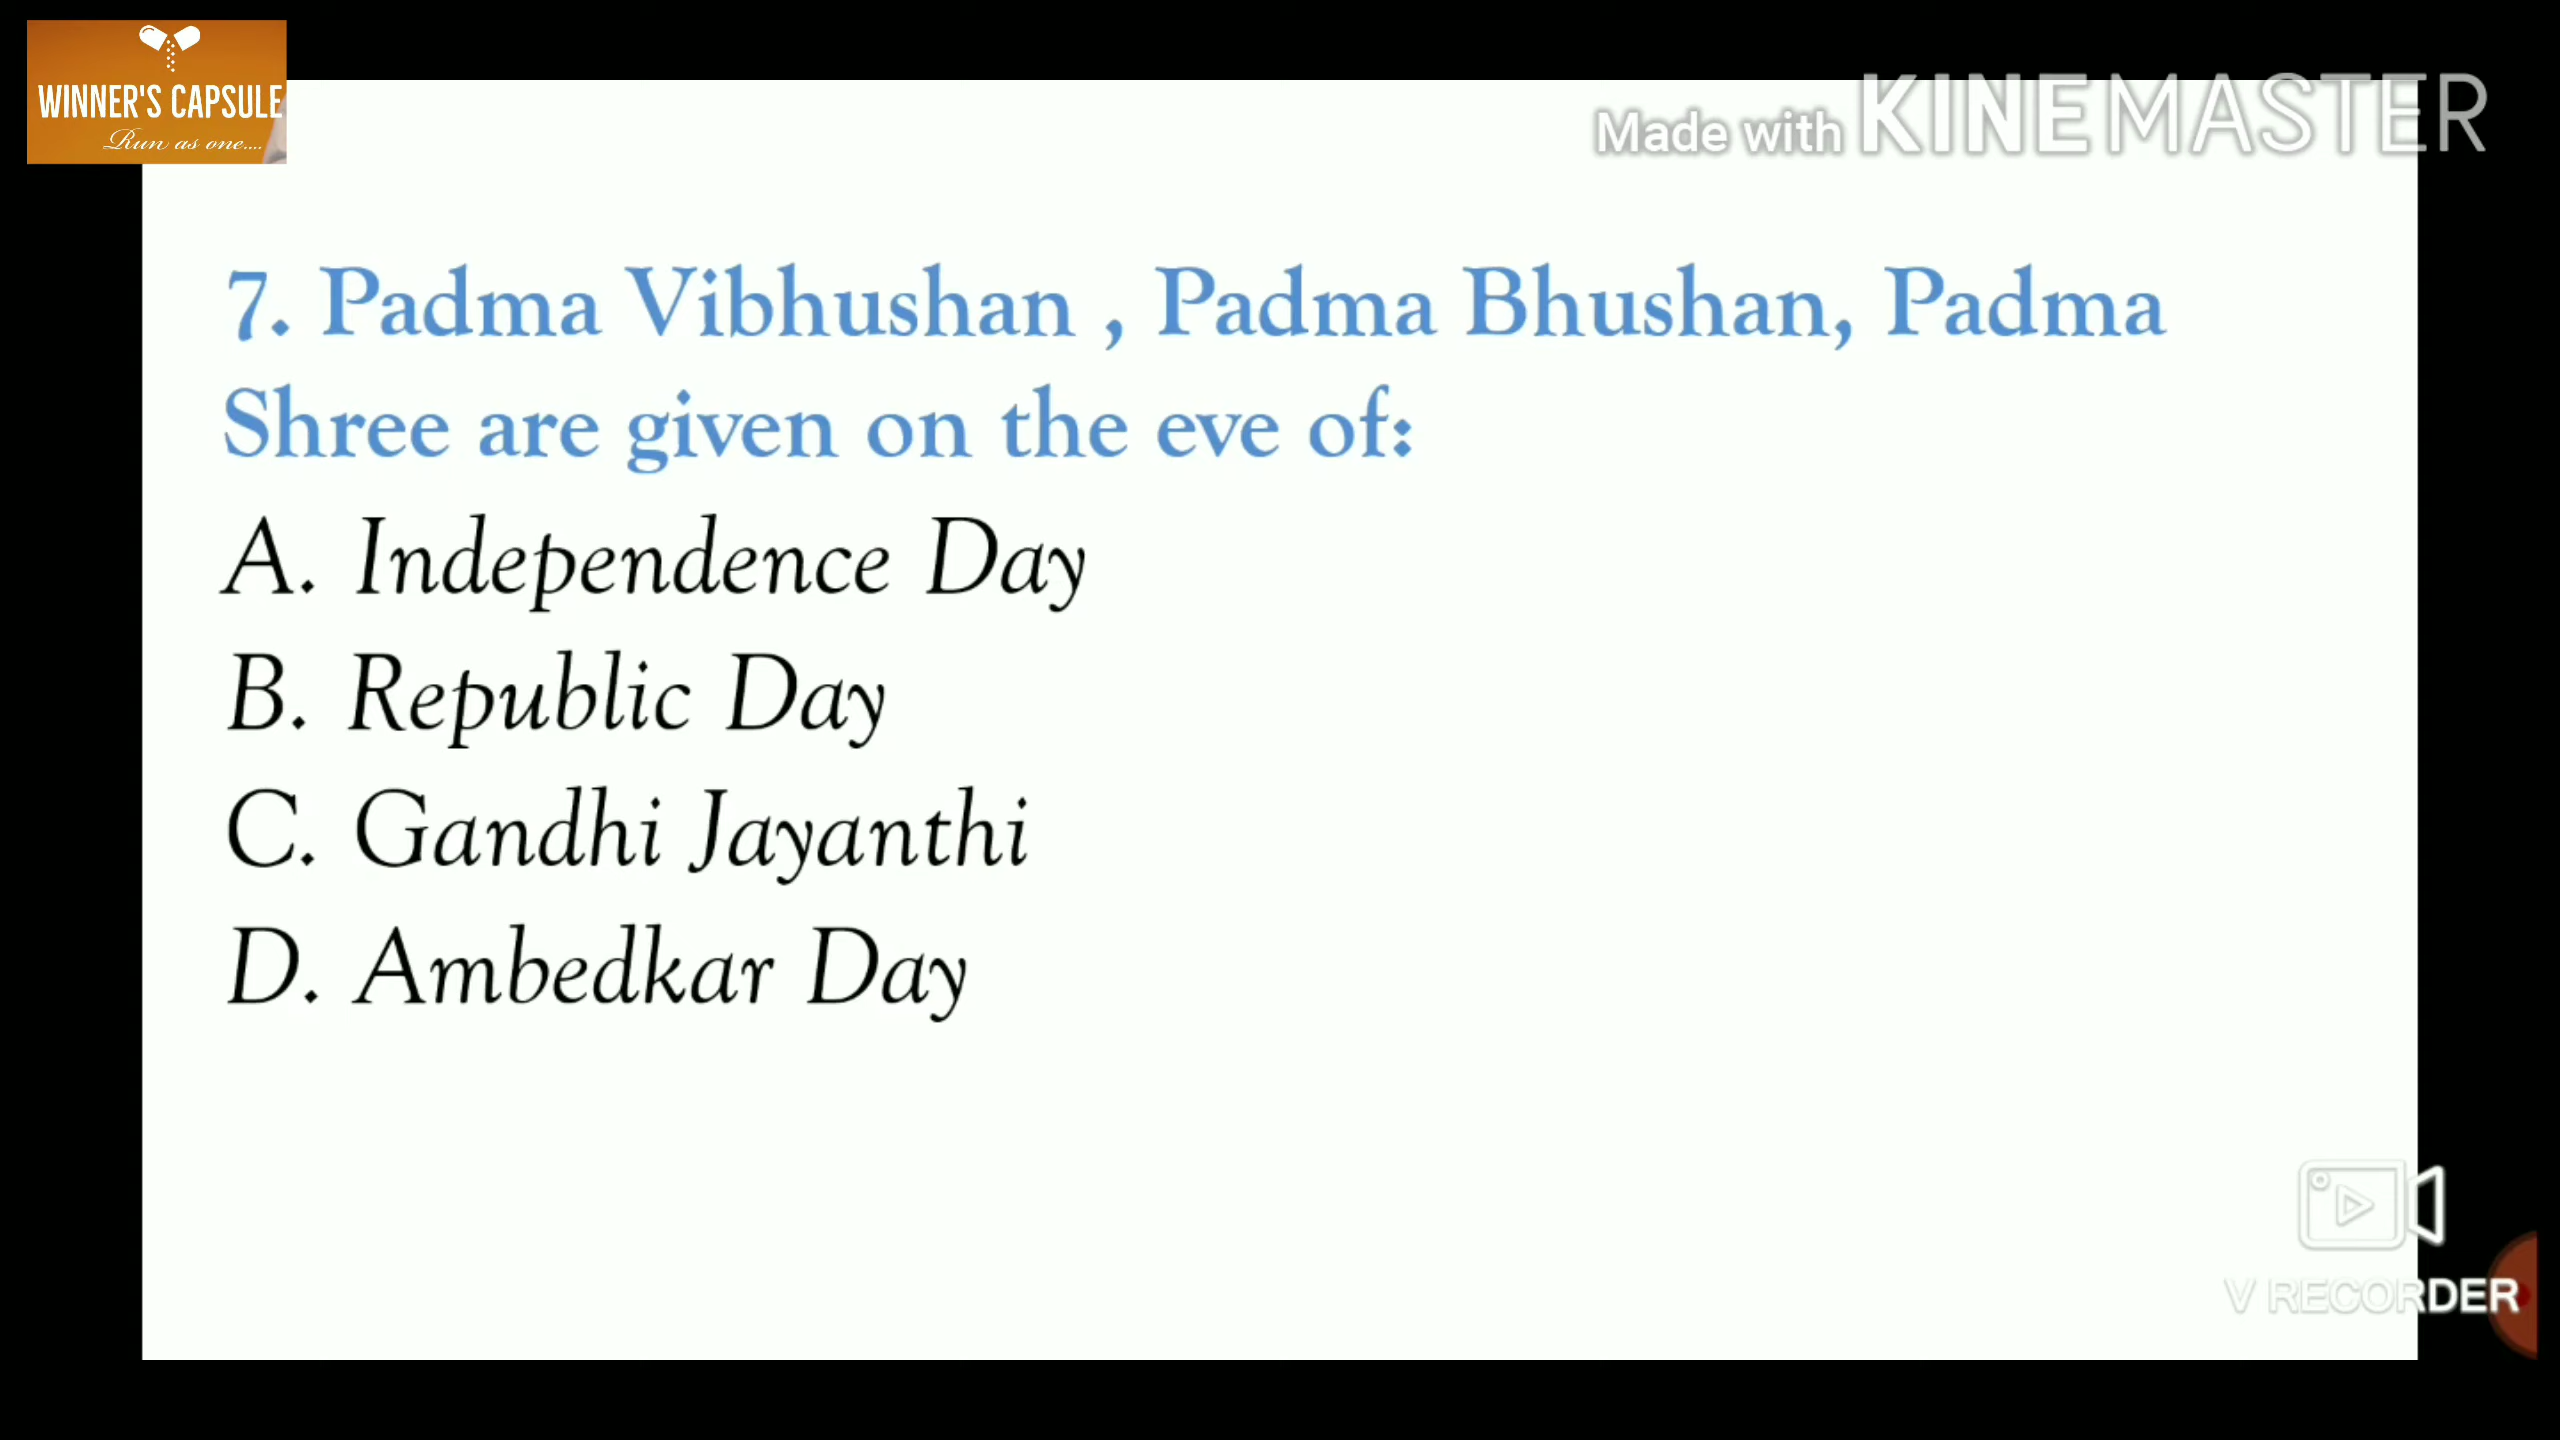 WINNER'S CAPSULE
Run as one....
Made with KINEMASTER
7. Padma Vibhushan , Padma Bhushan, Padma
Shree are given on the eve of:
A. Independence Day
B. Republic Day
C. Gandhi Jayanthi
D. Ambedkar Day
V RECORDER